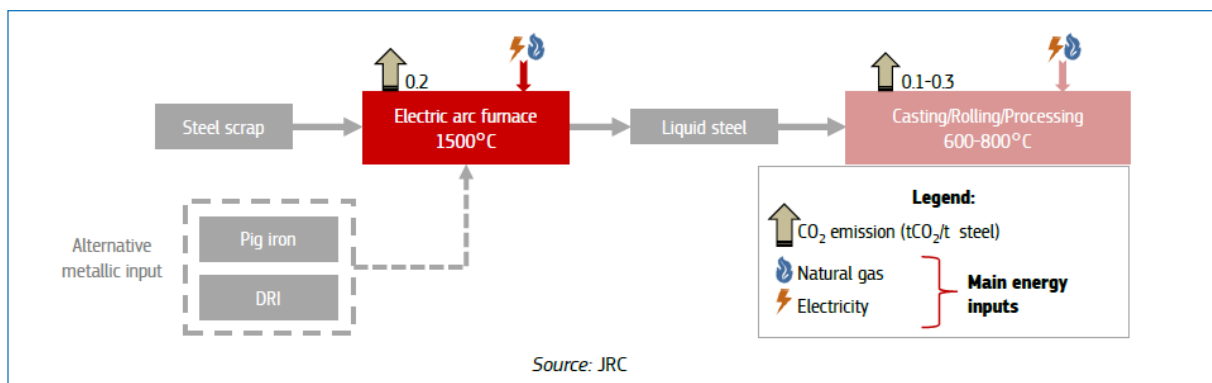 0.2
0.1-0.3
Steel scrap
Electric arc furnace
1500°C
Liquid steel
Casting/Rolling/Processing
600-800°C
Alternative
metallic input
Pig iron
DRI
Legend:
CO₂ emission (tCO₂/t steel)
Natural gas
Electricity
Main energy
inputs
Source: JRC